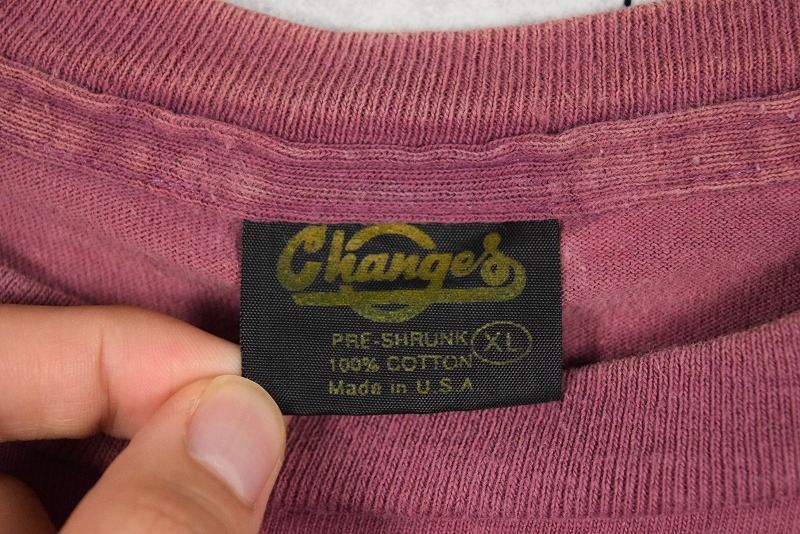 Changes
PRE-SHRUNK XL
100% COTTON
Made in U.S.A